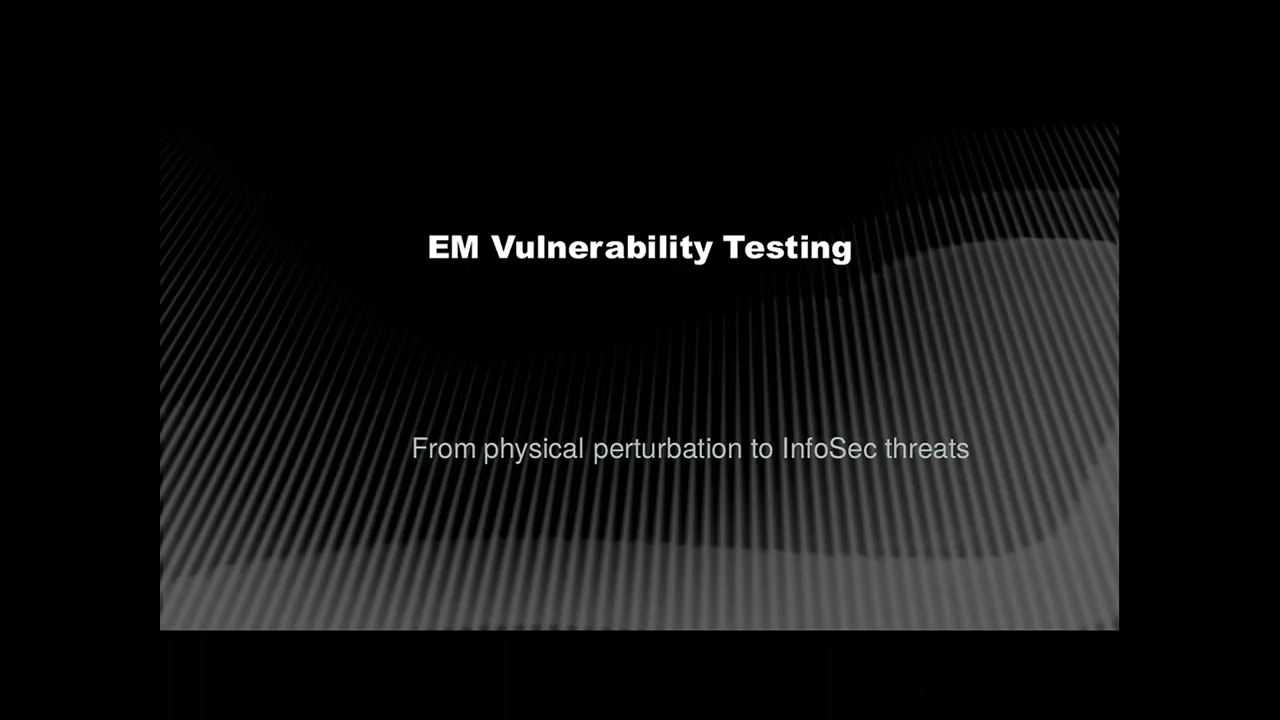 EM Vulnerability Testing
From physical perturbation to InfoSec threats